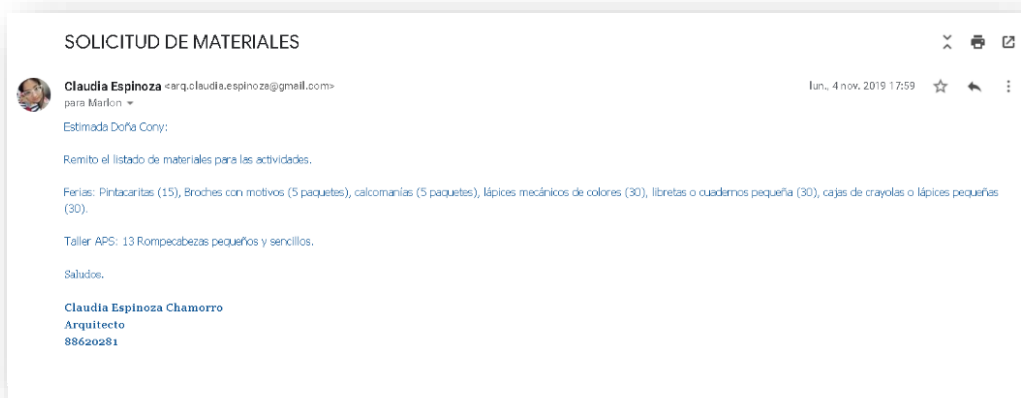 SOLICITUD DE MATERIALES
Claudia Espinoza <arq.claudia.espinoza@gmail.com>
lun., 4 nov. 2019 17:59
para Marlon
Estimada Doña Cony:
Remito el listado de materiales para las actividades.
Ferias: Pintacaritas (15), Broches con motivos (5 paquetes), calcomanías (5 paquetes), lápices mecánicos de colores (30), libretas o cuadernos pequeña (30), cajas de crayolas o lápices pequeñas
(30).
Taller APS: 13 Rompecabezas pequeños y sencillos.
Saludos.
Claudia Espinoza Chamorro
Arquitecto
88620281